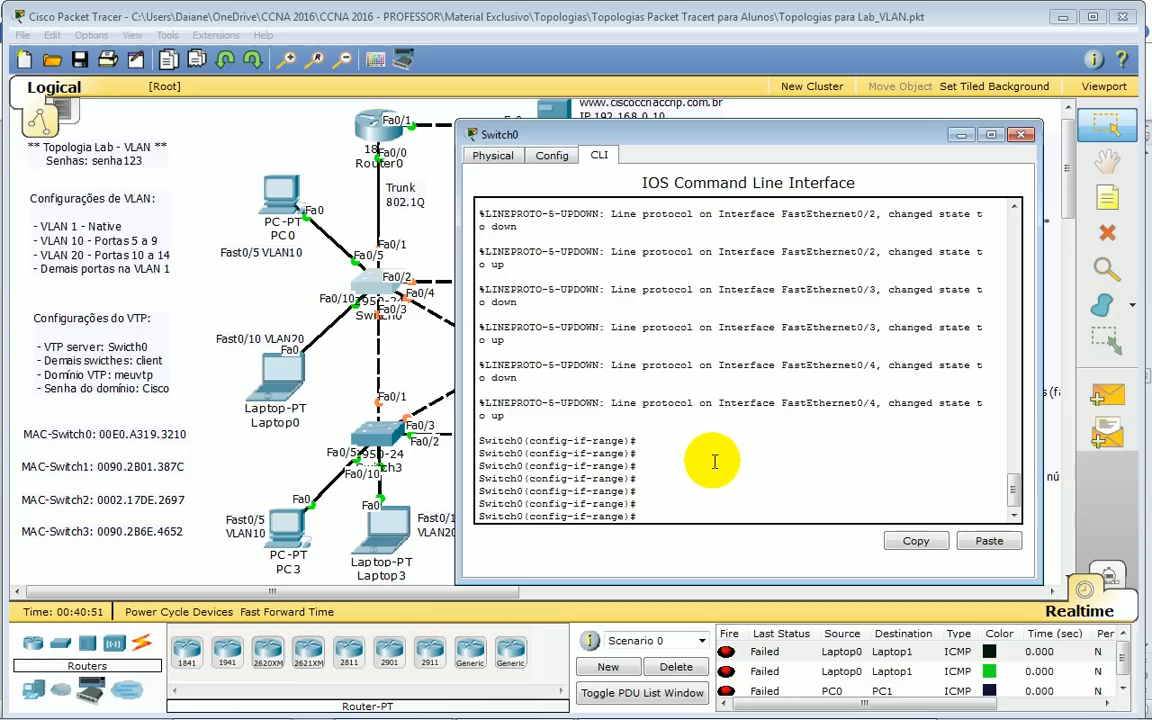 Cisco Packet Tracer - C:\Users\Daiane\OneDrive\CCNA 2016\CCNA 2016 - PROFESSOR\Material Exclusivo\Topologias\Topologias Packet Tracert para Alunos\Topologias para Lab_VLAN.pkt
File Edit Options View Tools Extensions Help
Logical
[Root]
New Cluster
Move Object
Set Tiled Background
Viewport
** Topologia Lab - VLAN **
Senhas: senha123
Configurações de VLAN:
- VLAN 1 - Native
- VLAN 10 - Portas 5 a 9
- VLAN 20 - Portas 10 a 14
- Demais portas na VLAN 1
Configurações do VTP:
- VTP server: Swicth0
- Demais swicthes: client
- Domínio VTP: meuvtp
- Senha do domínio: Cisco
MAC-Switch0: 00E0.A319.3210
MAC-Switch1: 0090.2B01.387C
MAC-Switch2: 0002.17DE.2697
MAC-Switch3: 0090.2B6E.4652
Fa0/1
Fa0/0
Router0
Trunk
802.1Q
Fa0
PC-PT
PC0
Fast0/5 VLAN10
Fa0/1
Fa0/5
Fa0/2
Fa0/10
Fa0/4
Fa0/3
Fast0/10 VLAN20
Fa0
Laptop-PT
Laptop0
Fa0/1
Fa0/3
Fa0/2
Fa0/5
Fa0/10
Fa0
Fa0
Fast0/5
VLAN10
Fast0/1
VLAN20
PC-PT
PC3
Laptop-PT
Laptop3
www.ciscoccnaccnp.com.br
IP 192.168.0.10
Switch0
Physical
Config
CLI
IOS Command Line Interface
%LINEPROTO-5-UPDOWN: Line protocol on Interface FastEthernet0/2, changed state t
o down
%LINEPROTO-5-UPDOWN: Line protocol on Interface FastEthernet0/2, changed state t
o up
%LINEPROTO-5-UPDOWN: Line protocol on Interface FastEthernet0/3, changed state t
o down
%LINEPROTO-5-UPDOWN: Line protocol on Interface FastEthernet0/3, changed state t
o up
%LINEPROTO-5-UPDOWN: Line protocol on Interface FastEthernet0/4, changed state t
o down
%LINEPROTO-5-UPDOWN: Line protocol on Interface FastEthernet0/4, changed state t
o up
Switch0(config-if-range)#
Switch0(config-if-range)#
Switch0(config-if-range)#
Switch0(config-if-range)#
Switch0(config-if-range)#
Switch0(config-if-range)#
Switch0(config-if-range)#
Copy
Paste
Time: 00:40:51
Power Cycle Devices Fast Forward Time
Realtime
Routers
1841
1941
2620XM
2621XM
2811
2901
2911
Generic
Generic
Router-PT
Scenario 0
New
Delete
Toggle PDU List Window
Fire Last Status Source Destination Type Color Time (sec) Per
Failed Laptop0 Laptop1 ICMP 0.000 N
Failed Laptop0 Laptop1 ICMP 0.000 N
Failed PC0 PC1 ICMP 0.000 N